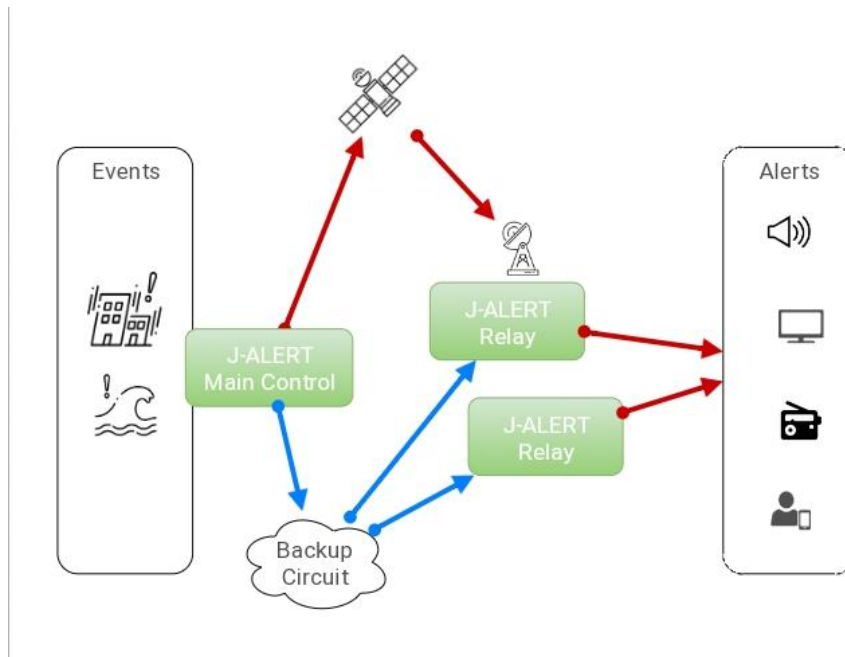 Events
Alerts
J-ALERT
Relay
J-ALERT
Main Control
J-ALERT
Relay
Backup
Circuit